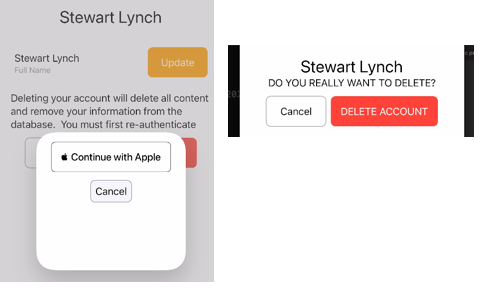 Stewart Lynch
Stewart Lynch
Full Name
Update
Deleting your account will delete all content
and remove your information from the
database. You must first re-authenticate
Continue with Apple
Cancel
Stewart Lynch
DO YOU REALLY WANT TO DELETE?
Cancel
DELETE ACCOUNT